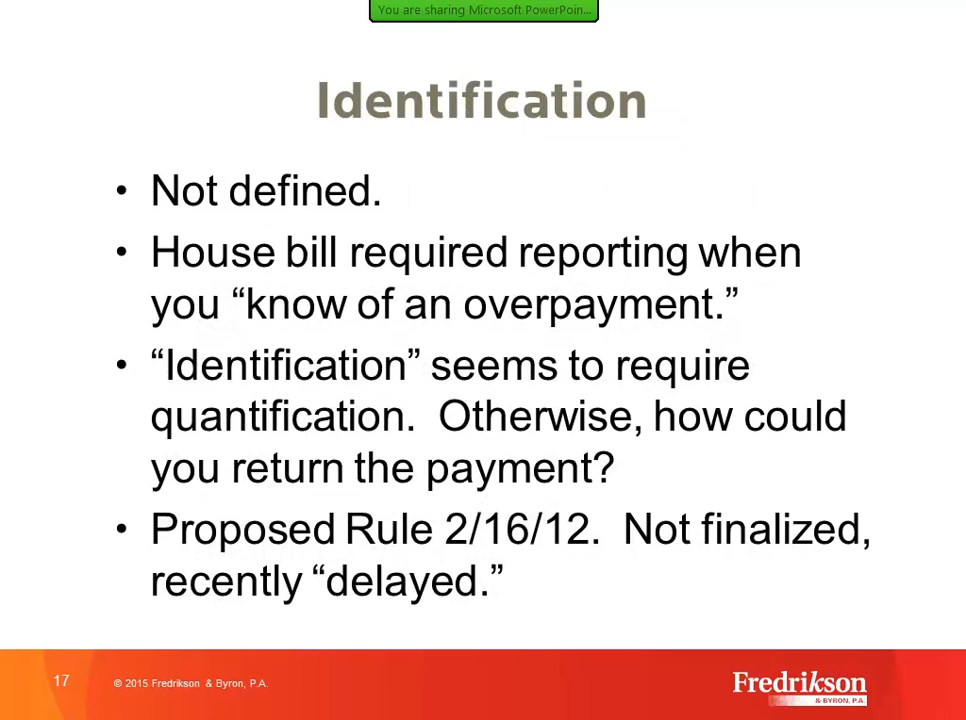 You are sharing Microsoft PowerPoin...
Identification
• Not defined.
• House bill required reporting when
you “know of an overpayment.”
• “Identification” seems to require
quantification.  Otherwise, how could
you return the payment?
• Proposed Rule 2/16/12.  Not finalized,
recently “delayed.”
17
© 2015 Fredrikson & Byron, P.A.
Fredrikson
& BYRON, P.A.